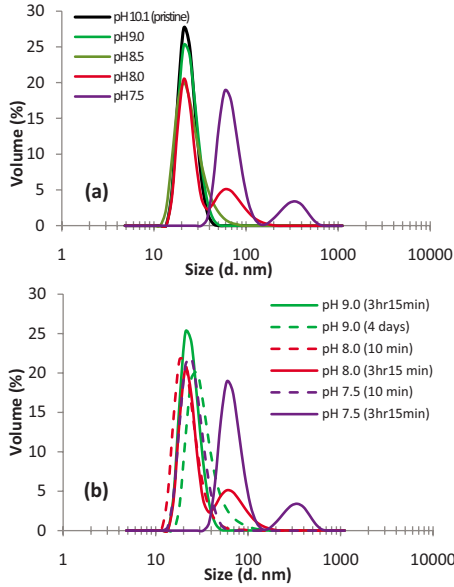 30
25
20
15
10
5
0
Volume (%)
pH10.1 (pristine)
pH9.0
pH8.5
pH8.0
pH7.5
(a)
1
10
100
1000
10000
Size (d. nm)
30
25
20
15
10
5
0
Volume (%)
pH 9.0 (3hr15min)
pH 9.0 (4 days)
pH 8.0 (10 min)
pH 8.0 (3hr15 min)
pH 7.5 (10 min)
pH 7.5 (3hr15min)
(b)
1
10
100
1000
10000
Size (d. nm)